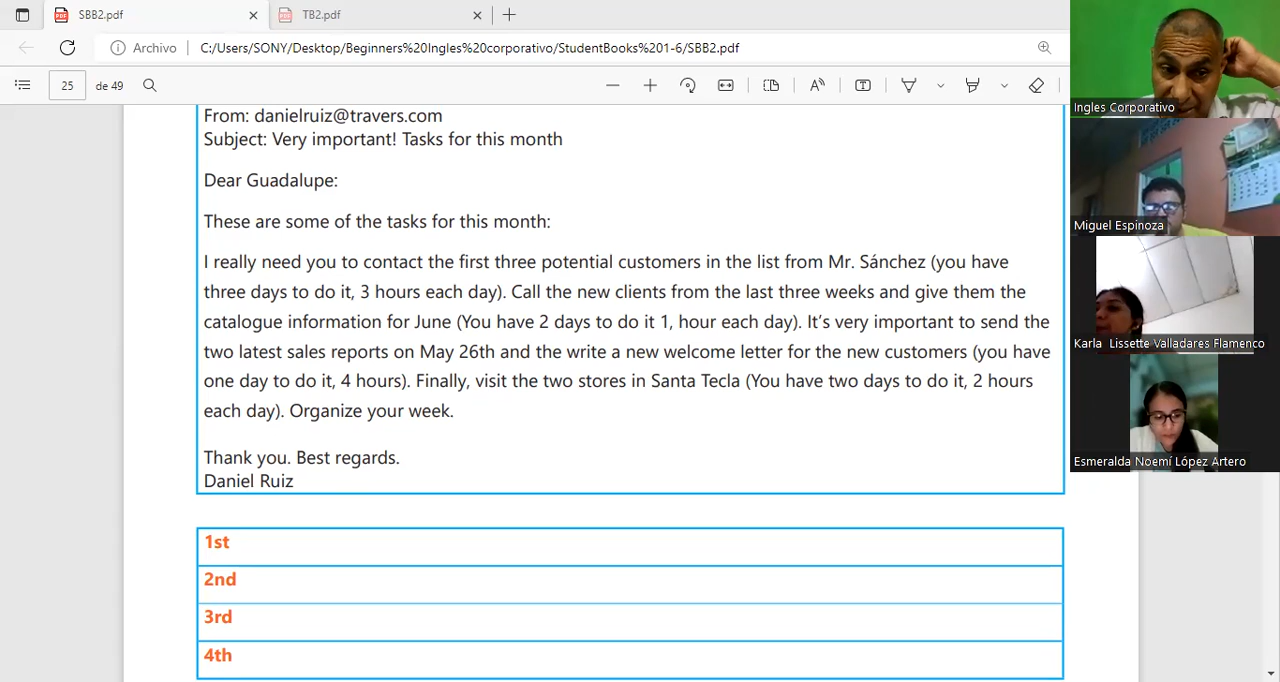 SBB2.pdf
TB2.pdf
Archivo
C:/Users/SONY/Desktop/Beginners%20Ingles%20corporativo/StudentBooks%201-6/SBB2.pdf
25 de 49
From: danielruiz@travers.com
Subject: Very important! Tasks for this month
Dear Guadalupe:
These are some of the tasks for this month:
I really need you to contact the first three potential customers in the list from Mr. Sánchez (you have
three days to do it, 3 hours each day). Call the new clients from the last three weeks and give them the
catalogue information for June (You have 2 days to do it 1, hour each day). It’s very important to send the
two latest sales reports on May 26th and the write a new welcome letter for the new customers (you have
one day to do it, 4 hours). Finally, visit the two stores in Santa Tecla (You have two days to do it, 2 hours
each day). Organize your week.
Thank you. Best regards.
Daniel Ruiz
1st
2nd
3rd
4th
Ingles Corporativo
Miguel Espinoza
Karla Lissette Valladares Flamenco
Esmeralda Noemí López Artero